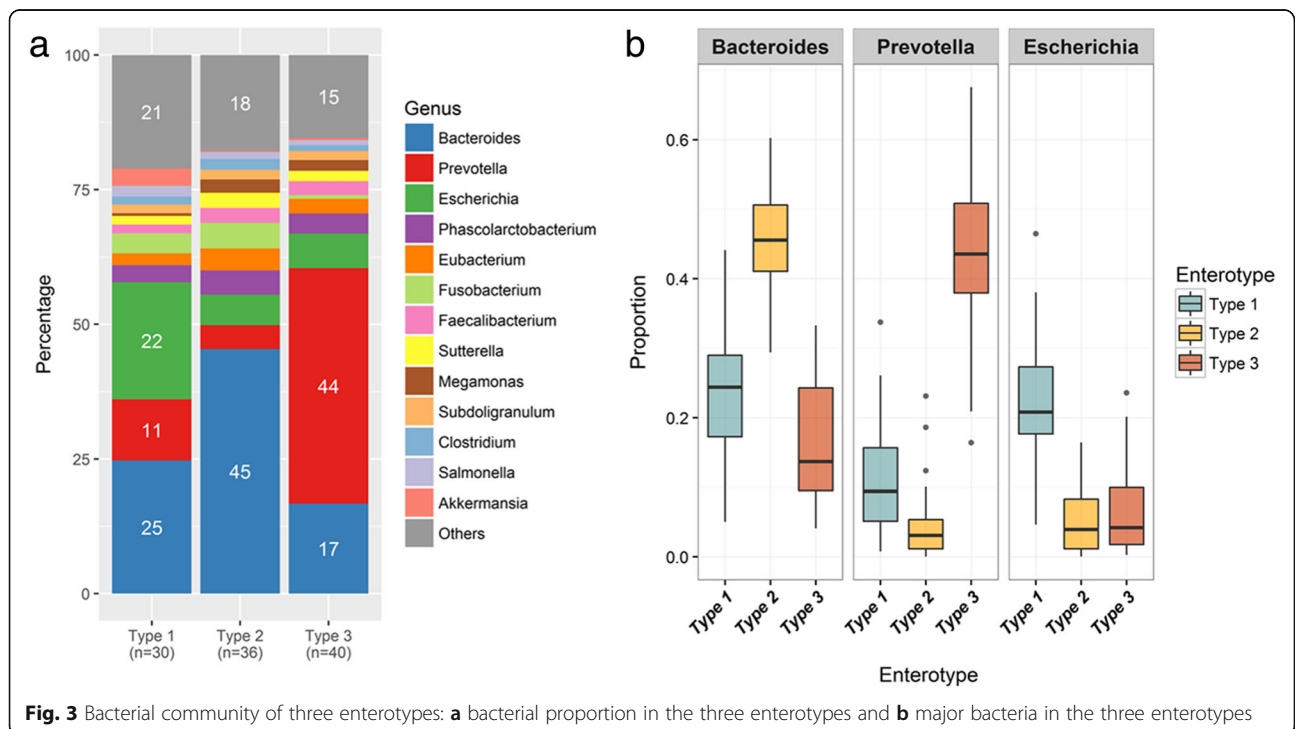 a
100
75
50
25
0
Percentage
21
22
11
25
18
45
15
44
17
Type 1
(n=30)
Type 2
(n=36)
Type 3
(n=40)
Genus
Bacteroides
Prevotella
Escherichia
Phascolarctobacterium
Eubacterium
Fusobacterium
Faecalibacterium
Sutterella
Megamonas
Subdoligranulum
Clostridium
Salmonella
Akkermansia
Others
b
Bacteroides
Prevotella
Escherichia
0.6
0.4
0.2
0.0
Proportion
Type 1
Type 2
Type 3
Type 1
Type 2
Type 3
Type 1
Type 2
Type 3
Enterotype
Enterotype
Type 1
Type 2
Type 3
Fig. 3 Bacterial community of three enterotypes: a bacterial proportion in the three enterotypes and b major bacteria in the three enterotypes